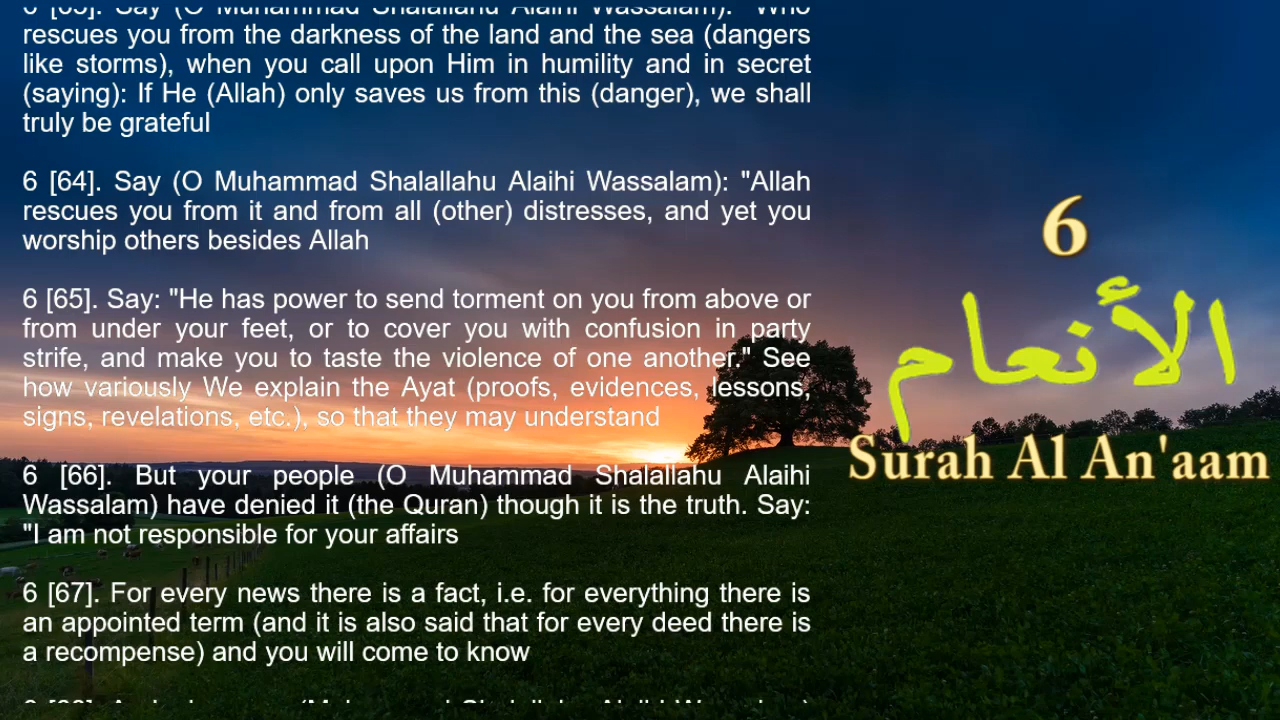 rescues you from the darkness of the land and the sea (dangers
like storms), when you call upon Him in humility and in secret
(saying): If He (Allah) only saves us from this (danger), we shall
truly be grateful
6 [64]. Say (O Muhammad Shalallahu Alaihi Wassalam): "Allah
rescues you from it and from all (other) distresses, and yet you
worship others besides Allah
6 [65]. Say: "He has power to send torment on you from above or
from under your feet, or to cover you with confusion in party
strife, and make you to taste the violence of one another." See
how variously We explain the Ayat (proofs, evidences, lessons,
signs, revelations, etc.), so that they may understand
6 [66]. But your people (O Muhammad Shalallahu Alaihi
Wassalam) have denied it (the Quran) though it is the truth. Say:
"I am not responsible for your affairs
6 [67]. For every news there is a fact, i.e. for everything there is
an appointed term (and it is also said that for every deed there is
a recompense) and you will come to know
6
الأنعام
Surah Al An'aam